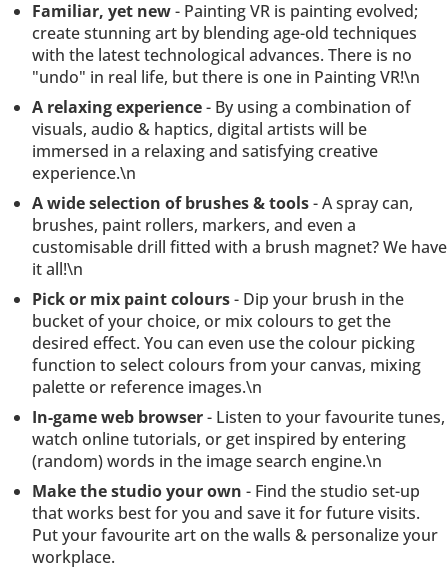 • Familiar, yet new - Painting VR is painting evolved;
create stunning art by blending age-old techniques
with the latest technological advances. There is no
"undo" in real life, but there is one in Painting VR!\n
• A relaxing experience - By using a combination of
visuals, audio & haptics, digital artists will be
immersed in a relaxing and satisfying creative
experience.\n
• A wide selection of brushes & tools - A spray can,
brushes, paint rollers, markers, and even a
customisable drill fitted with a brush magnet? We have
it all!\n
• Pick or mix paint colours - Dip your brush in the
bucket of your choice, or mix colours to get the
desired effect. You can even use the colour picking
function to select colours from your canvas, mixing
palette or reference images.\n
• In-game web browser - Listen to your favourite tunes,
watch online tutorials, or get inspired by entering
(random) words in the image search engine.\n
• Make the studio your own - Find the studio set-up
that works best for you and save it for future visits.
Put your favourite art on the walls & personalize your
workplace.